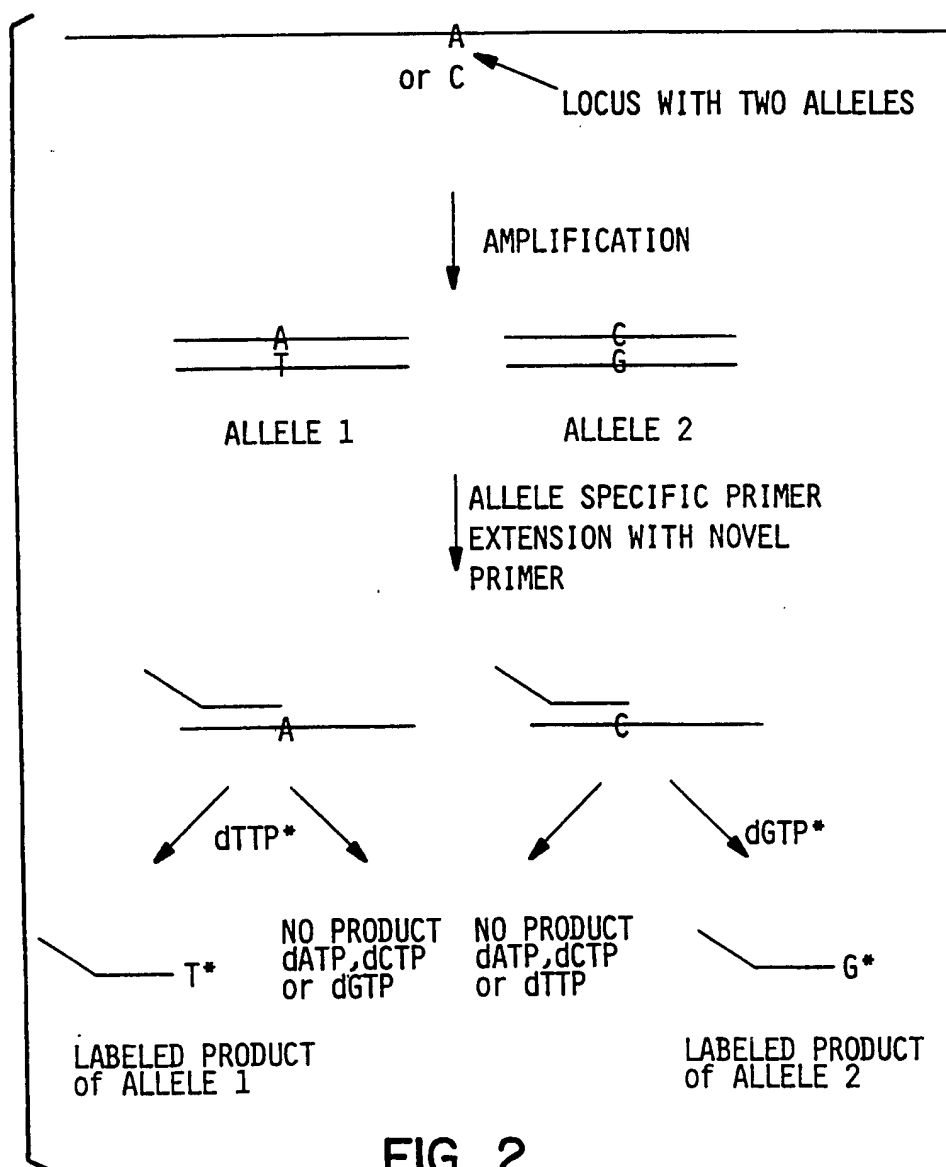 A
or C
LOCUS WITH TWO ALLELES
AMPLIFICATION
A
T
C
G
ALLELE 1
ALLELE 2
ALLELE SPECIFIC PRIMER
EXTENSION WITH NOVEL
PRIMER
A
C
dTTP*
dGTP*
T*
NO PRODUCT
dATP,dCTP
or dGTP
NO PRODUCT
dATP,dCTP
or dTTP
G*
LABELED PRODUCT
of ALLELE 1
LABELED PRODUCT
of ALLELE 2
FIG. 2